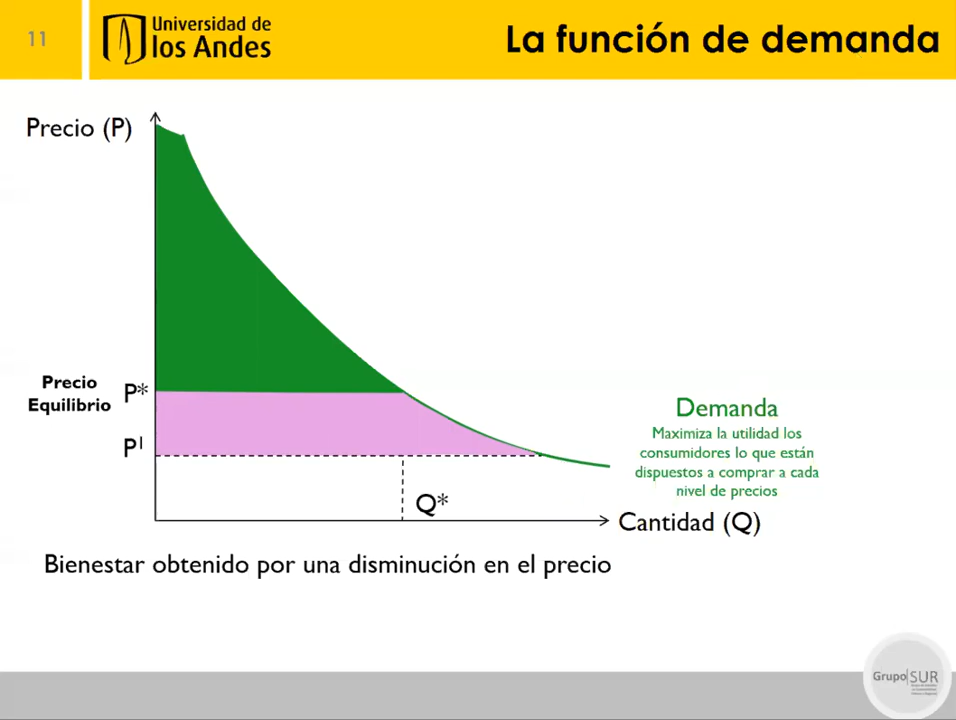 11
Universidad de
los Andes
La función de demanda
Precio (P)
Precio
Equilibrio
P*
P¹
Q*
Demanda
Maximiza la utilidad los
consumidores lo que están
dispuestos a comprar a cada
nivel de precios
Cantidad (Q)
Bienestar obtenido por una disminución en el precio
Grupo|SUR